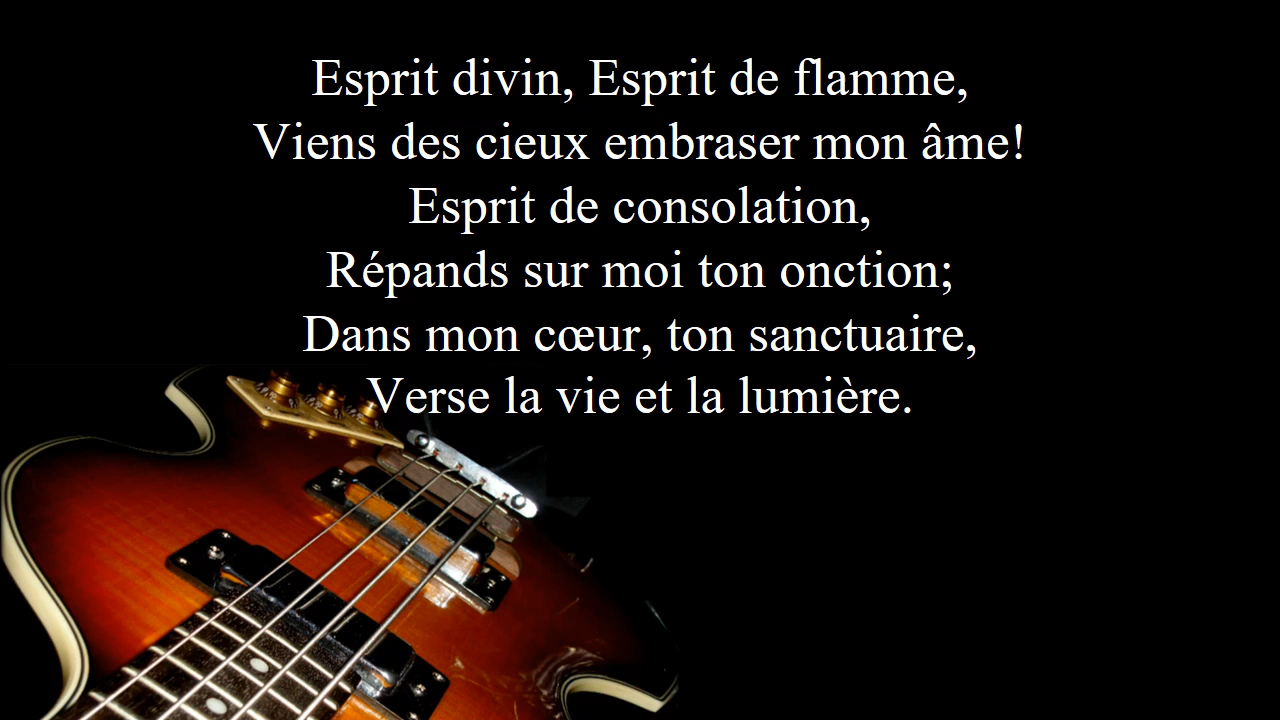 Esprit divin, Esprit de flamme,
Viens des cieux embraser mon âme!
Esprit de consolation,
Répands sur moi ton onction;
Dans mon cœur, ton sanctuaire,
Verse la vie et la lumière.